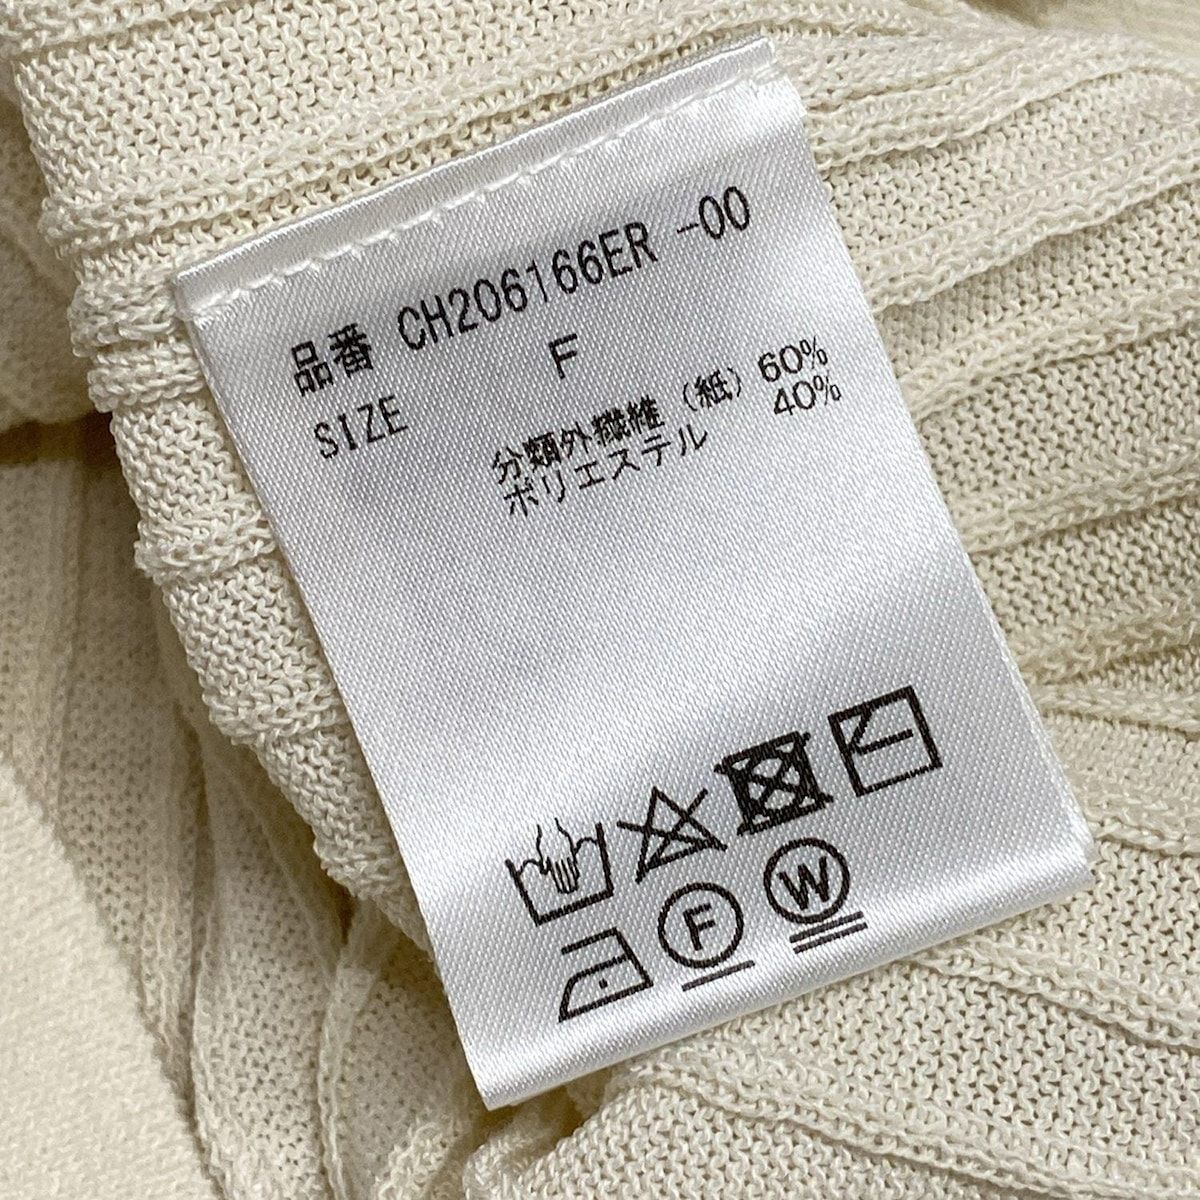 品番 CH206166ER -00
SIZE F
分類外繊維 (紙) 60%
ポリエステル 40%
F
W